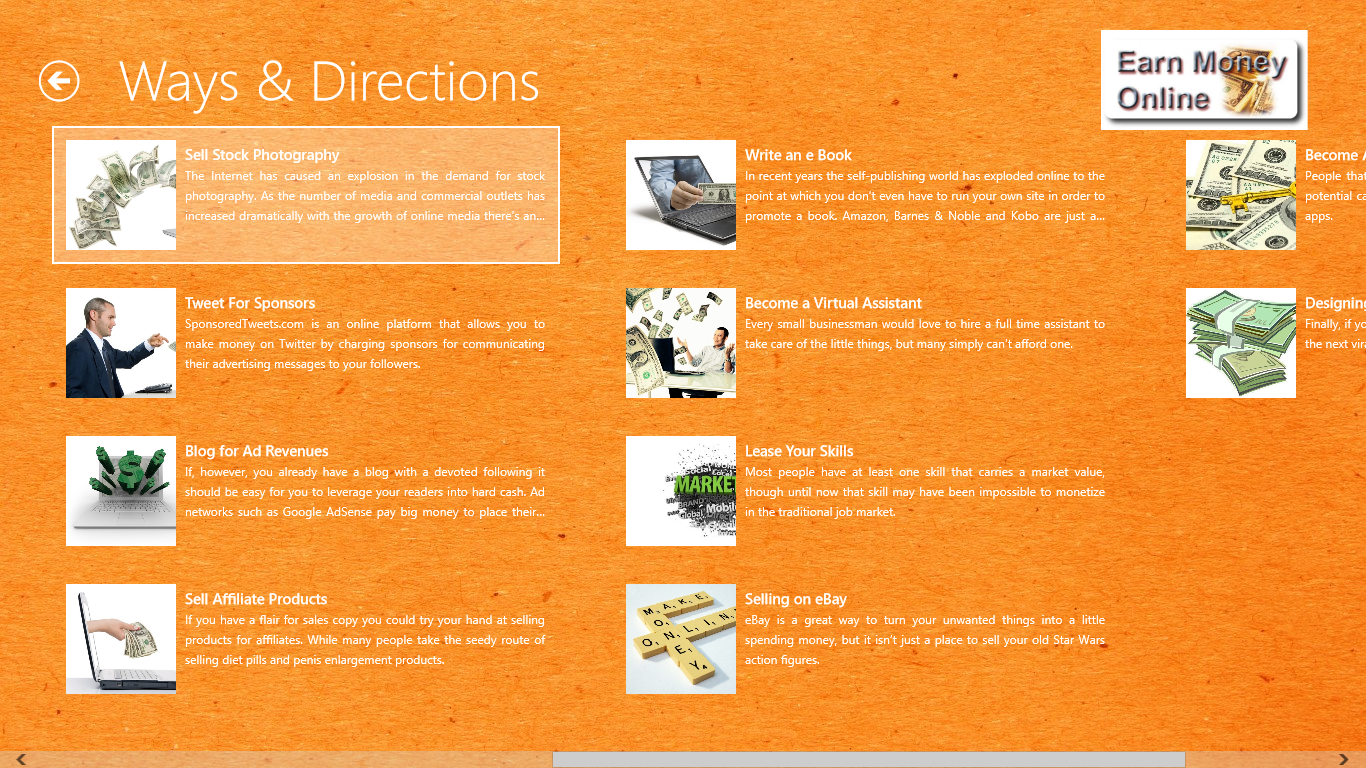 Ways & Directions
Earn Money
Online
Sell Stock Photography
The Internet has caused an explosion in the demand for stock
photography. As the number of media and commercial outlets has
increased dramatically with the growth of online media there's an...
Tweet For Sponsors
SponsoredTweets.com is an online platform that allows you to
make money on Twitter by charging sponsors for communicating
their advertising messages to your followers.
Blog for Ad Revenues
If, however, you already have a blog with a devoted following it
should be easy for you to leverage your readers into hard cash. Ad
networks such as Google AdSense pay big money to place their...
Sell Affiliate Products
If you have a flair for sales copy you could try your hand at selling
products for affiliates. While many people take the seedy route of
selling diet pills and penis enlargement products.
Write an e Book
In recent years the self-publishing world has exploded online to the
point at which you don't even have to run your own site in order to
promote a book. Amazon, Barnes & Noble and Kobo are just a...
Become a Virtual Assistant
Every small businessman would love to hire a full time assistant to
take care of the little things, but many simply can't afford one.
Lease Your Skills
Most people have at least one skill that carries a market value,
though until now that skill may have been impossible to monetize
in the traditional job market.
MARKE
Mobil
MAKE
MONEY
ONLIN
Selling on eBay
eBay is a great way to turn your unwanted things into a little
spending money, but it isn't just a place to sell your old Star Wars
action figures.
Become A
People that
potential ca
apps.
Designing
Finally, if yo
the next vira